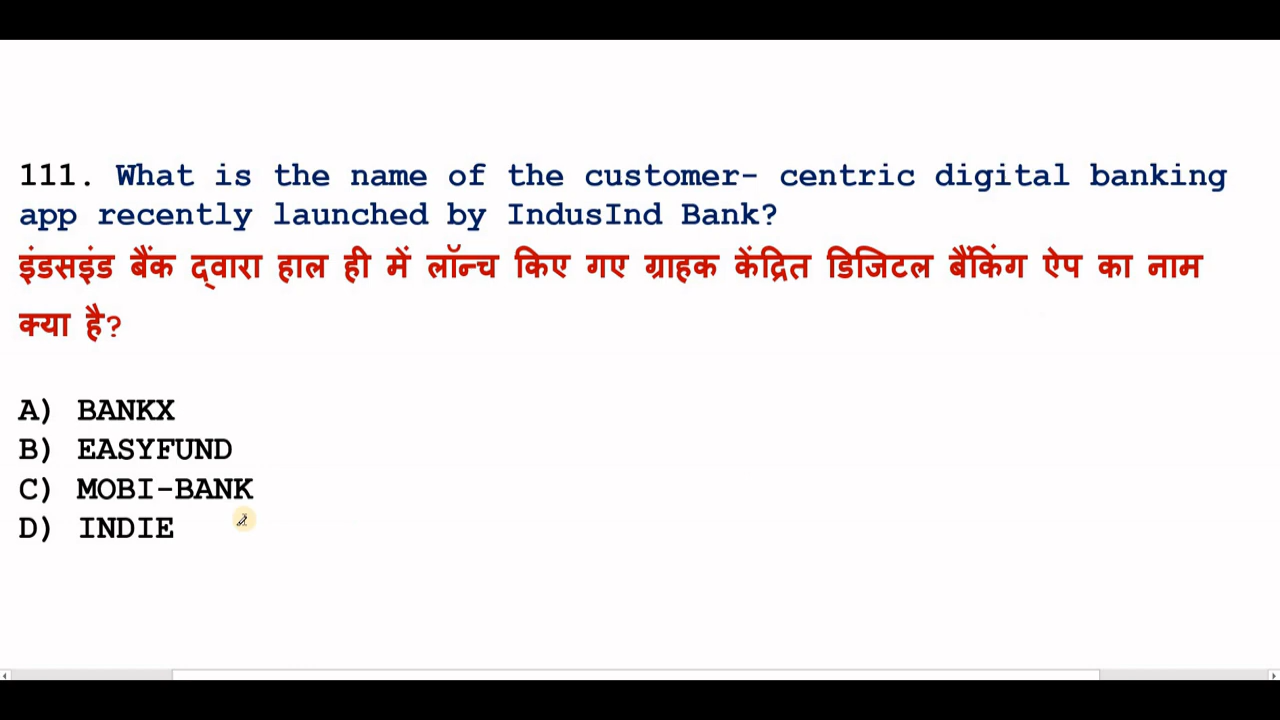 111. What is the name of the customer- centric digital banking
app recently launched by IndusInd Bank?
इंडसइंड बैंक द्वारा हाल ही में लॉन्च किए गए ग्राहक केंद्रित डिजिटल बैंकिंग ऐप का नाम
क्या है?
A) BANKX
B) EASYFUND
C) MOBI-BANK
D) INDIE